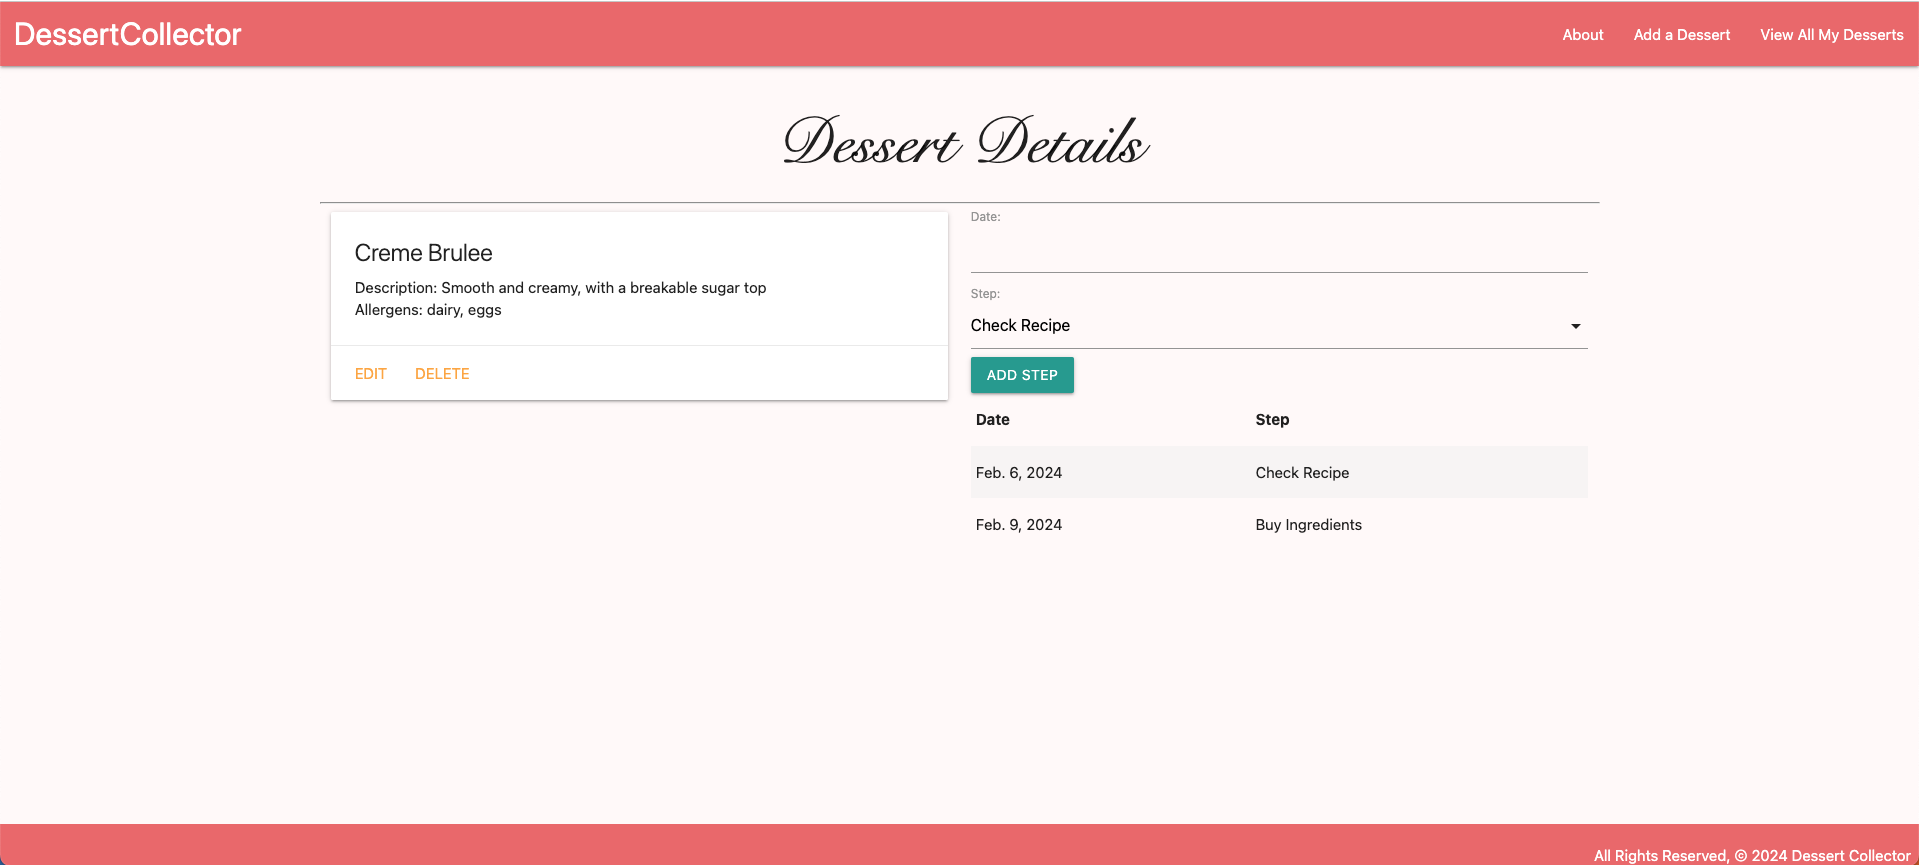 DessertCollector
About Add a Dessert View All My Desserts
Dessert Details
Creme Brulee
Description: Smooth and creamy, with a breakable sugar top
Allergens: dairy, eggs
EDIT DELETE
Date:
Step:
Check Recipe
ADD STEP
Date Step
Feb. 6, 2024 Check Recipe
Feb. 9, 2024 Buy Ingredients
All Rights Reserved, © 2024 Dessert Collector